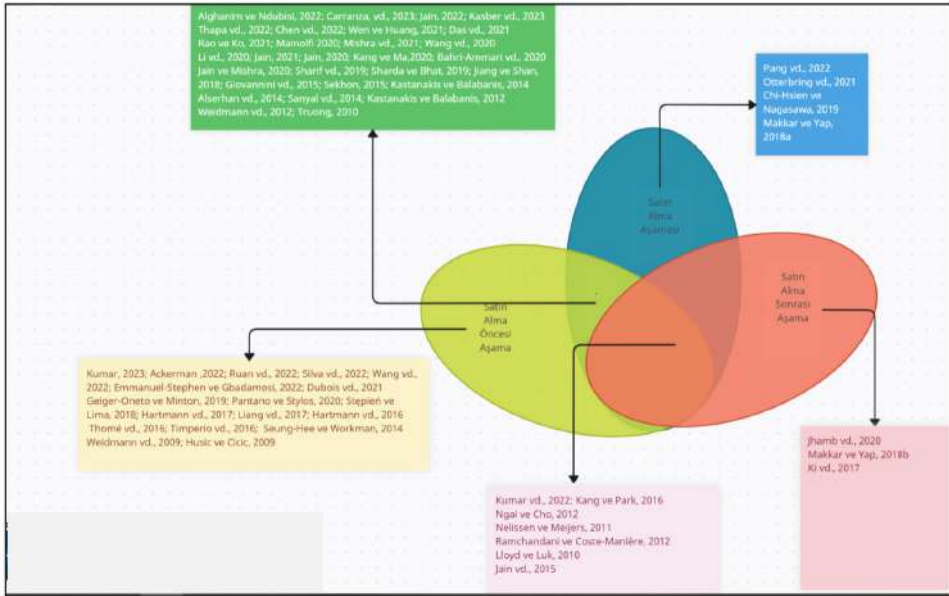 Alghanim ve Ndubisi, 2022; Carranza, vd., 2023; Jain, 2022; Kasber vd., 2023
Thapa vd., 2022; Chen vd., 2022; Wen ve Huang, 2021; Das vd., 2021
Kao ve Ko, 2021; Mamolfi 2020; Mishra vd., 2021; Wang vd., 2020
Li vd., 2020; Jain, 2021; Jain, 2020; Kang ve Ma,2020; Bahri-Ammari vd., 2020
Jain ve Mishra, 2020; Sharif vd., 2019; Sharda ve Bhat, 2019; Jiang ve Shan,
2018; Giovannini vd., 2015; Sekhon, 2015; Kastanakis ve Balabanis, 2014
Alserhan vd., 2014; Sanyal vd., 2014; Kastanakis ve Balabanis, 2012
Weidmann vd., 2012; Truong, 2010
Pang vd., 2022
Otterbring vd., 2021
Chi-Hsien ve
Nagasawa, 2019
Makkar ve Yap,
2018a
Satın
Alma
Aşaması
Satın
Alma
Sonrası
Aşama
Satın
Alma
Öncesi
Aşama
Kumar, 2023; Ackerman ,2022; Ruan vd., 2022; Silva vd., 2022; Wang vd.,
2022; Emmanuel-Stephen ve Gbadamosi, 2022; Dubois vd., 2021
Geiger-Oneto ve Minton, 2019; Pantano ve Stylos, 2020; Stępień ve
Lima, 2018; Hartmann vd., 2017; Liang vd., 2017; Hartmann vd., 2016
Thomé vd., 2016; Timperio vd., 2016; Seung-Hee ve Workman, 2014
Weidmann vd., 2009; Husic ve Cicic, 2009
Jhamb vd., 2020
Makkar ve Yap, 2018b
Ki vd., 2017
Kumar vd., 2022; Kang ve Park, 2016
Ngai ve Cho, 2012
Nelissen ve Meijers, 2011
Ramchandani ve Coste-Manière, 2012
Lloyd ve Luk, 2010
Jain vd., 2015